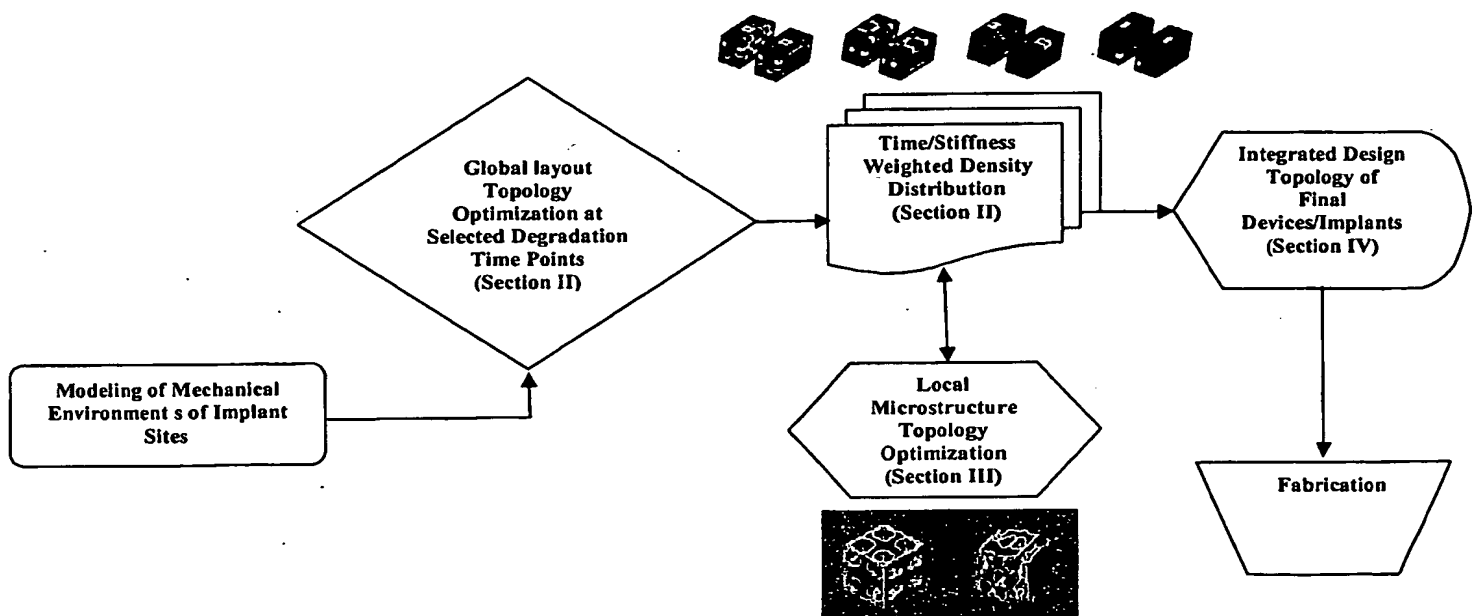 Modeling of Mechanical
Environment s of Implant
Sites
Global layout
Topology
Optimization at
Selected Degradation
Time Points
(Section II)
Time/Stiffness
Weighted Density
Distribution
(Section II)
Local
Microstructure
Topology
Optimization
(Section III)
Integrated Design
Topology of
Final
Devices/Implants
(Section IV)
Fabrication